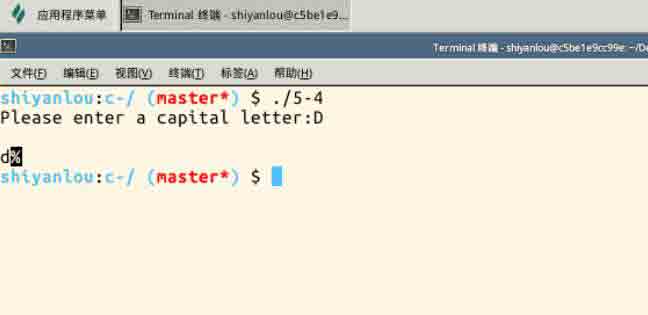 应用程序菜单 Terminal 终端 - shiyanlou@c5be1e9...
Terminal 终端 - shiyanlou@c5be1e9cc99e: ~/De
文件(F) 编辑(E) 视图(V) 终端(T) 标签(A) 帮助(H)
shiyanlou:c-/ (master*) $ ./5-4
Please enter a capital letter:D
d%
shiyanlou:c-/ (master*) $